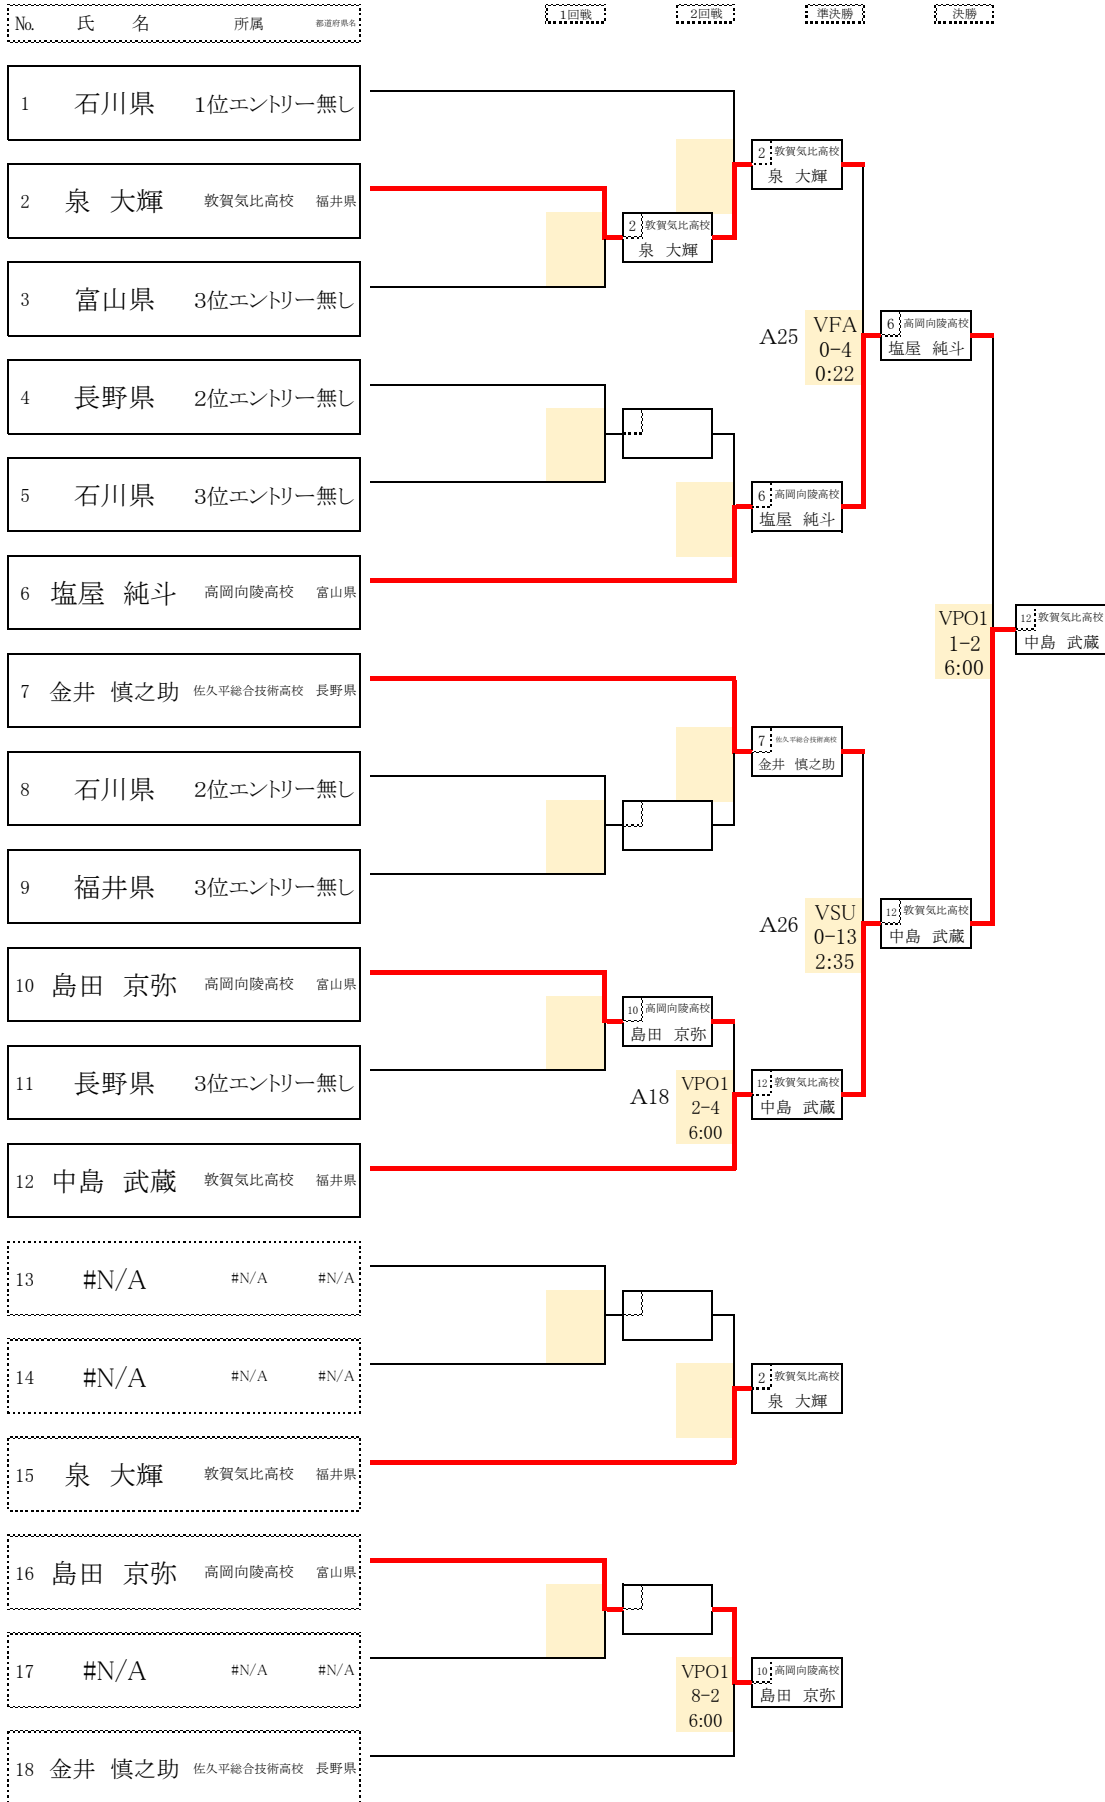 No. 氏 名 所属 都道府県名 1回戦 2回戦 準決勝 決勝
1 石川県 1位エントリー無し
2 敦賀気比高校
泉 大輝
2 泉 大輝 敦賀気比高校 福井県
2 敦賀気比高校
泉 大輝
3 富山県 3位エントリー無し
A25
VFA
0-4
0:22
6 高岡向陵高校
塩屋 純斗
4 長野県 2位エントリー無し
5 石川県 3位エントリー無し
6 高岡向陵高校
塩屋 純斗
6 塩屋 純斗 高岡向陵高校 富山県
VPO1
1-2
6:00
12 敦賀気比高校
中島 武蔵
7 金井 慎之助 佐久平総合技術高校 長野県
7 佐久平総合技術高校
金井 慎之助
8 石川県 2位エントリー無し
9 福井県 3位エントリー無し
A26
VSU
0-13
2:35
12 敦賀気比高校
中島 武蔵
10 島田 京弥 高岡向陵高校 富山県
10 高岡向陵高校
島田 京弥
11 長野県 3位エントリー無し
A18
VPO1
2-4
6:00
12 敦賀気比高校
中島 武蔵
12 中島 武蔵 敦賀気比高校 福井県
13 #N/A #N/A #N/A
14 #N/A #N/A #N/A
2 敦賀気比高校
泉 大輝
15 泉 大輝 敦賀気比高校 福井県
16 島田 京弥 高岡向陵高校 富山県
17 #N/A #N/A #N/A
VPO1
8-2
6:00
10 高岡向陵高校
島田 京弥
18 金井 慎之助 佐久平総合技術高校 長野県